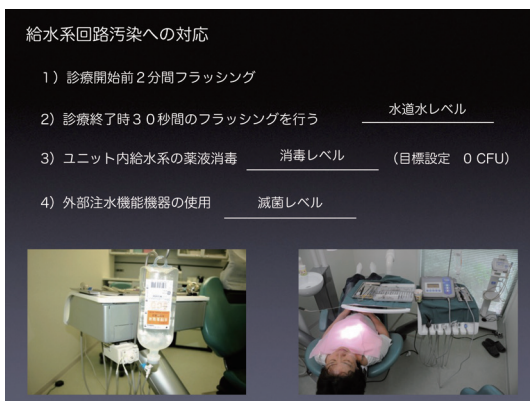 給水系回路汚染への対応
1）診療開始前２分間フラッシング
2）診療終了時３０秒間のフラッシングを行う　水道水レベル
3）ユニット内給水系の薬液消毒　消毒レベル　（目標設定　0 CFU）
4）外部注水機能機器の使用　滅菌レベル